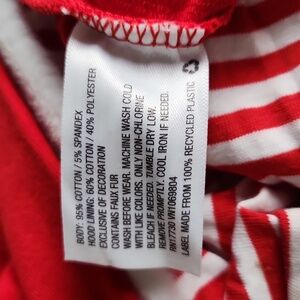 BODY: 95% COTTON / 5% SPANDEX
HOOD LINING: 60% COTTON / 40% POLYESTER
EXCLUSIVE OF DECORATION
CONTAINS FAUX FUR
WASH BEFORE WEAR. MACHINE WASH COLD
WITH LIKE COLORS. ONLY NON-CHLORINE
BLEACH IF NEEDED. TUMBLE DRY LOW.
REMOVE PROMPTLY. COOL IRON IF NEEDED.
RN17730 VN1069804
LABEL MADE FROM 100% RECYCLED PLASTIC